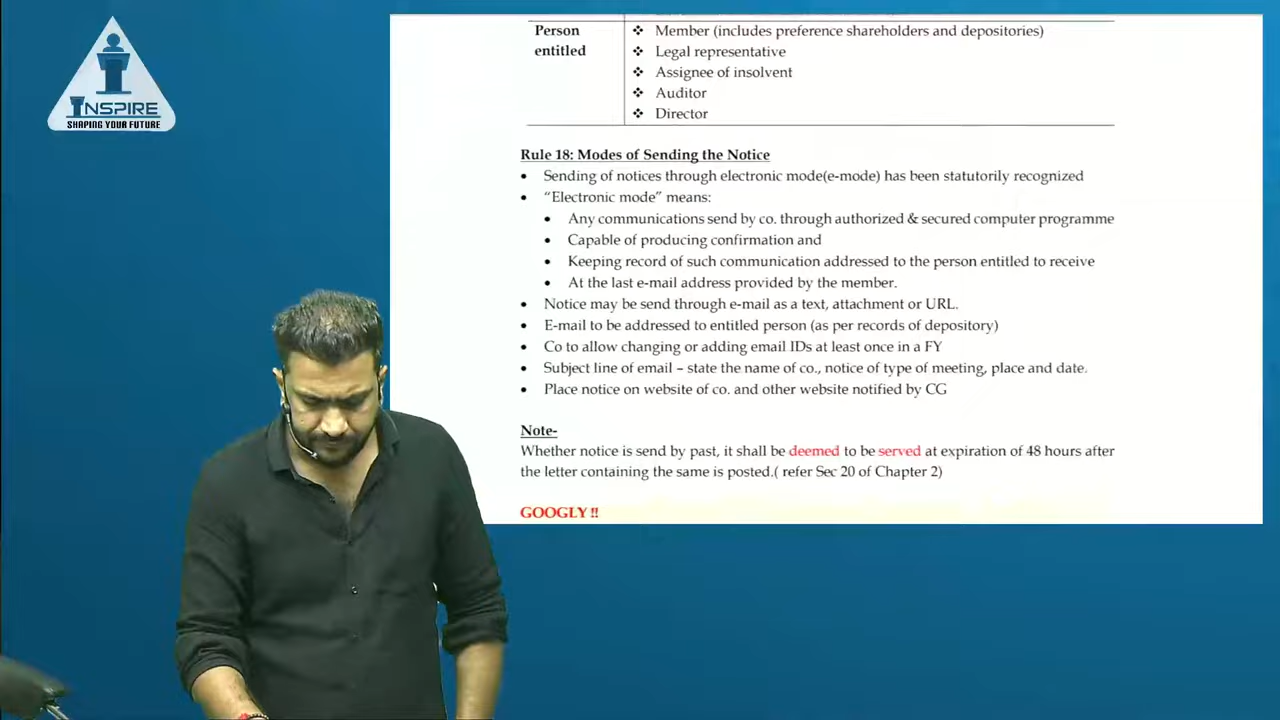 INSPIRE
SHAPING YOUR FUTURE
Person entitled
❖ Member (includes preference shareholders and depositories)
❖ Legal representative
❖ Assignee of insolvent
❖ Auditor
❖ Director
Rule 18: Modes of Sending the Notice
• Sending of notices through electronic mode(e-mode) has been statutorily recognized
• “Electronic mode” means:
• Any communications send by co. through authorized & secured computer programme
• Capable of producing confirmation and
• Keeping record of such communication addressed to the person entitled to receive
• At the last e-mail address provided by the member.
• Notice may be send through e-mail as a text, attachment or URL.
• E-mail to be addressed to entitled person (as per records of depository)
• Co to allow changing or adding email IDs at least once in a FY
• Subject line of email – state the name of co., notice of type of meeting, place and date.
• Place notice on website of co. and other website notified by CG
Note-
Whether notice is send by past, it shall be deemed to be served at expiration of 48 hours after
the letter containing the same is posted.( refer Sec 20 of Chapter 2)
GOOGLY !!